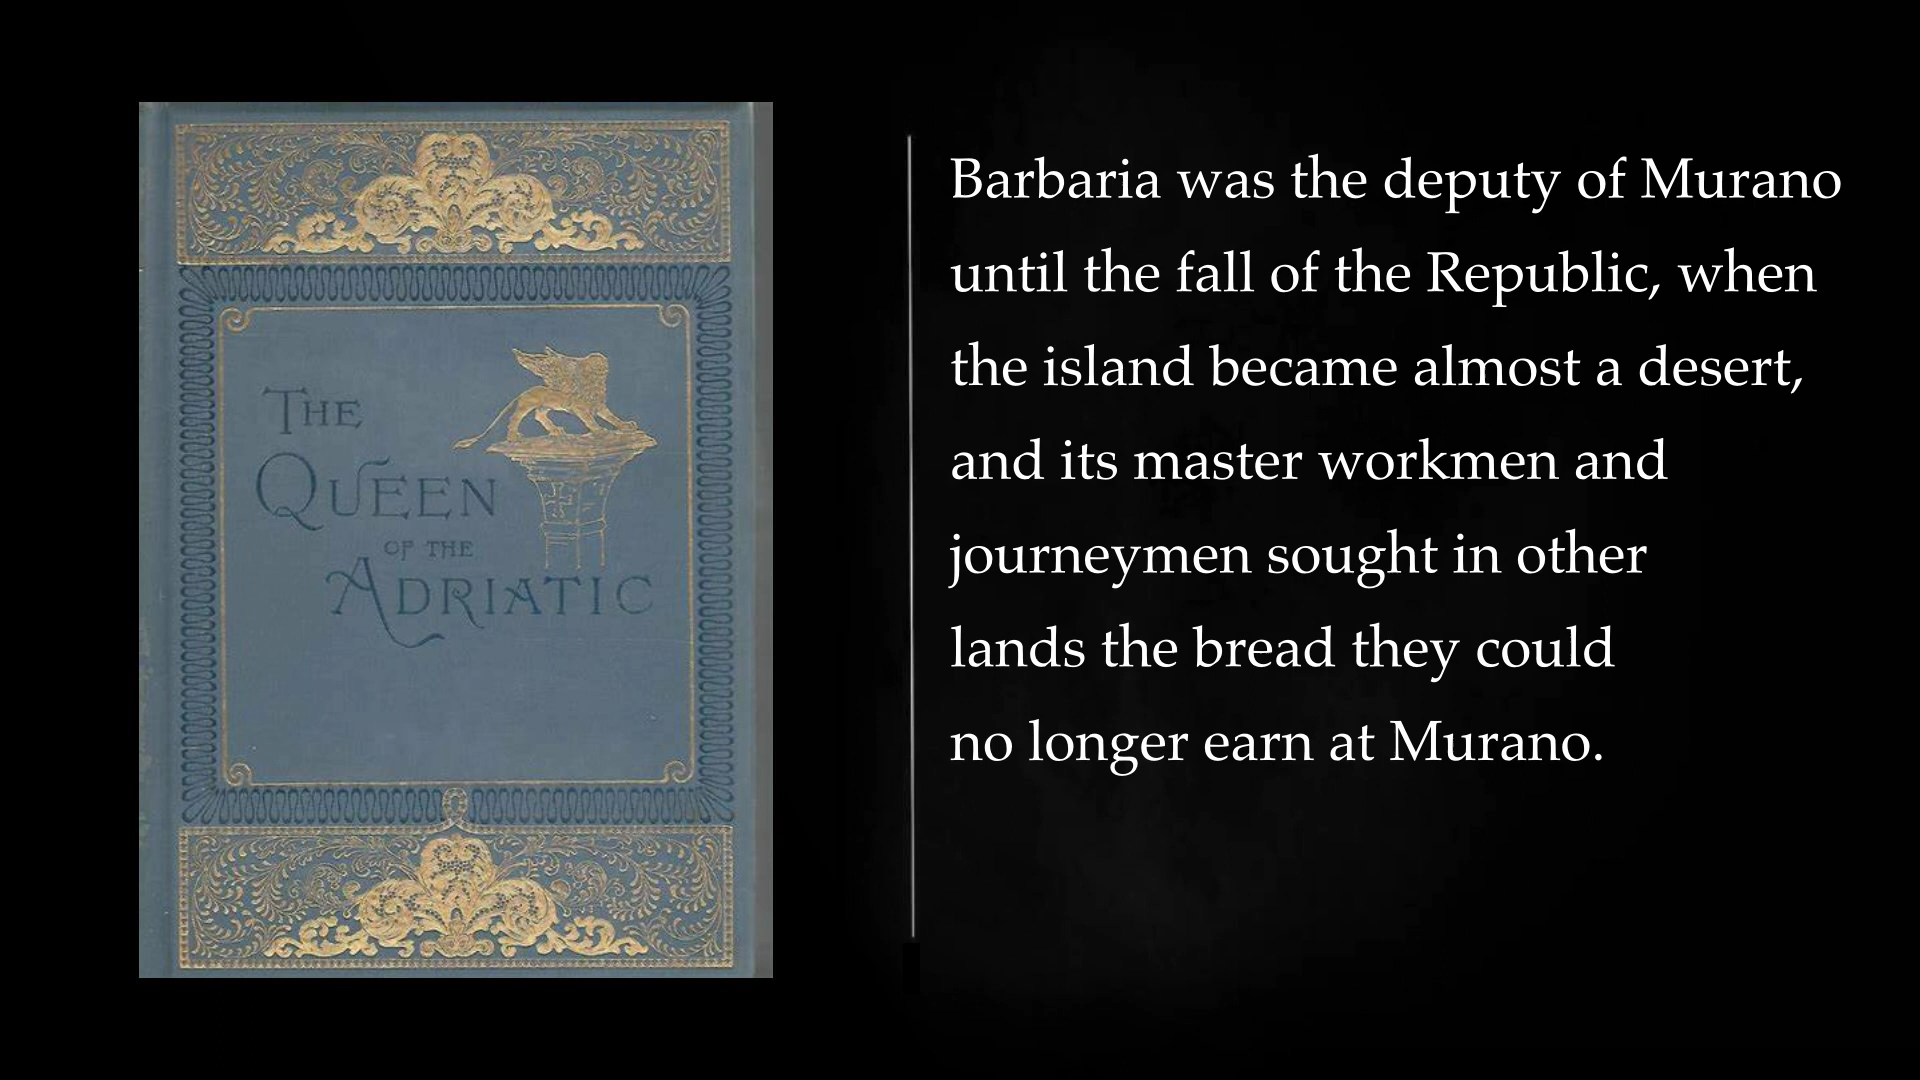 THE
QUEEN
OF THE
ADRIATIC
Barbaria was the deputy of Murano
until the fall of the Republic, when
the island became almost a desert,
and its master workmen and
journeymen sought in other
lands the bread they could
no longer earn at Murano.